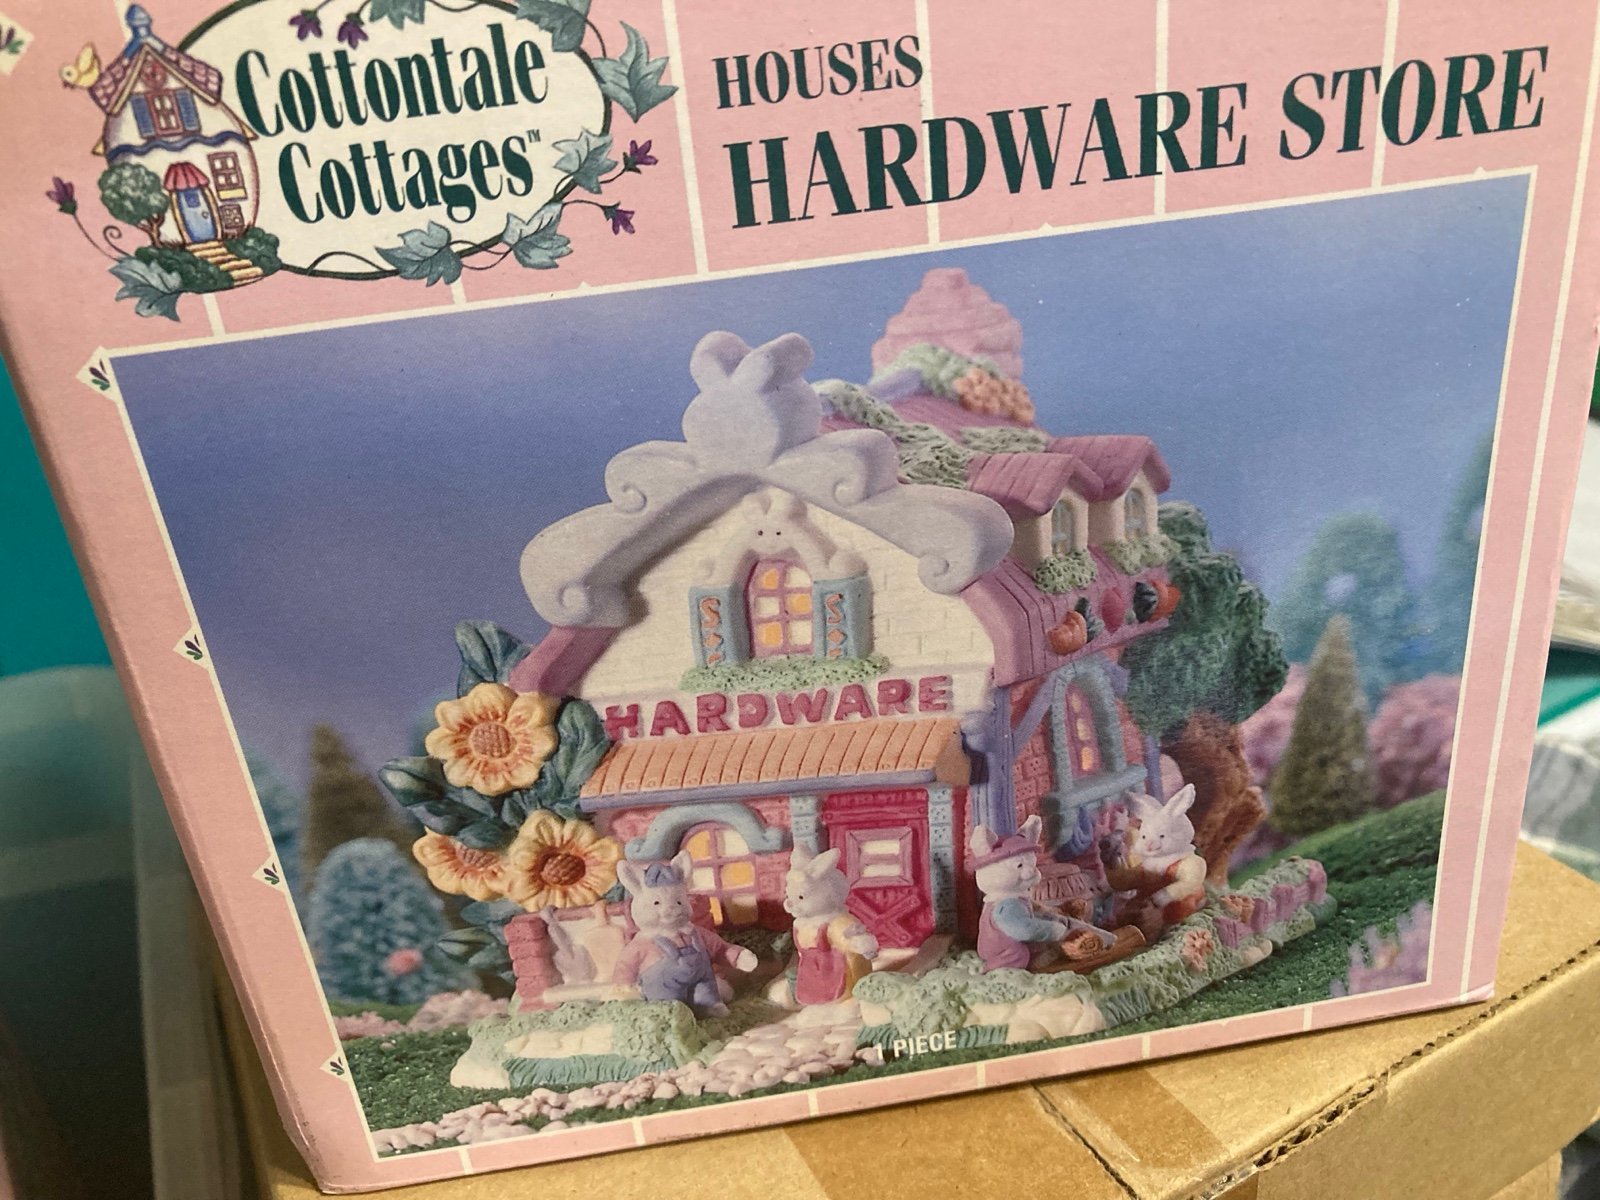 Cottontale
Cottages™
HOUSES
HARDWARE STORE
HARDWARE
1 PIECE